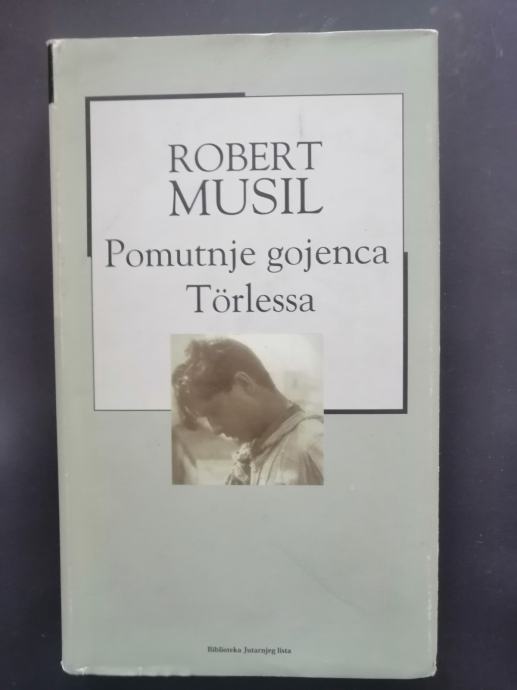 ROBERT
MUSIL
Pomutnje gojenca
Törlessa
Biblioteka Jutarnjeg lista